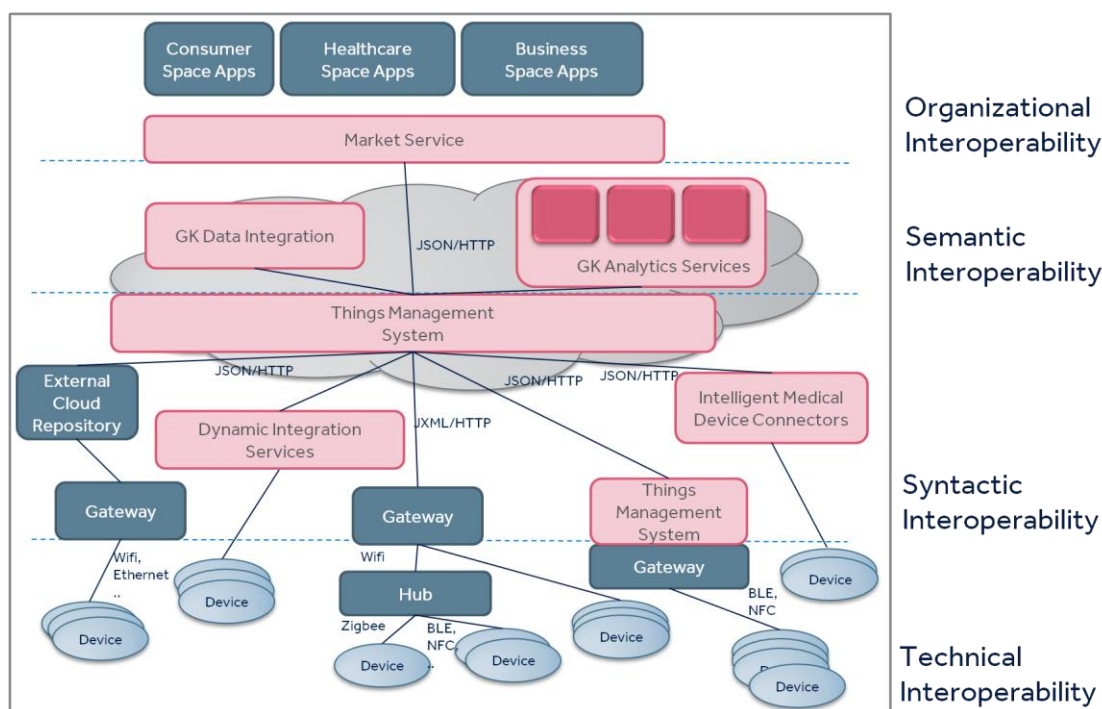 Consumer
Space Apps
Healthcare
Space Apps
Business
Space Apps
Organizational
Interoperability
Market Service
GK Data Integration
JSON/HTTP
GK Analytics Services
Semantic
Interoperability
Things Management
System
JSON/HTTP
JSON/HTTP
JSON/HTTP
External
Cloud
Repository
Dynamic Integration
Services
JXML/HTTP
Intelligent Medical
Device Connectors
Gateway
Gateway
Things
Management
System
Syntactic
Interoperability
Wifi,
Ethernet
..
Wifi
Gateway
Device
Device
Hub
Device
BLE,
NFC
Device
Zigbee
BLE,
NFC,
..
Device
Device
Device
Device
Device
Technical
Interoperability